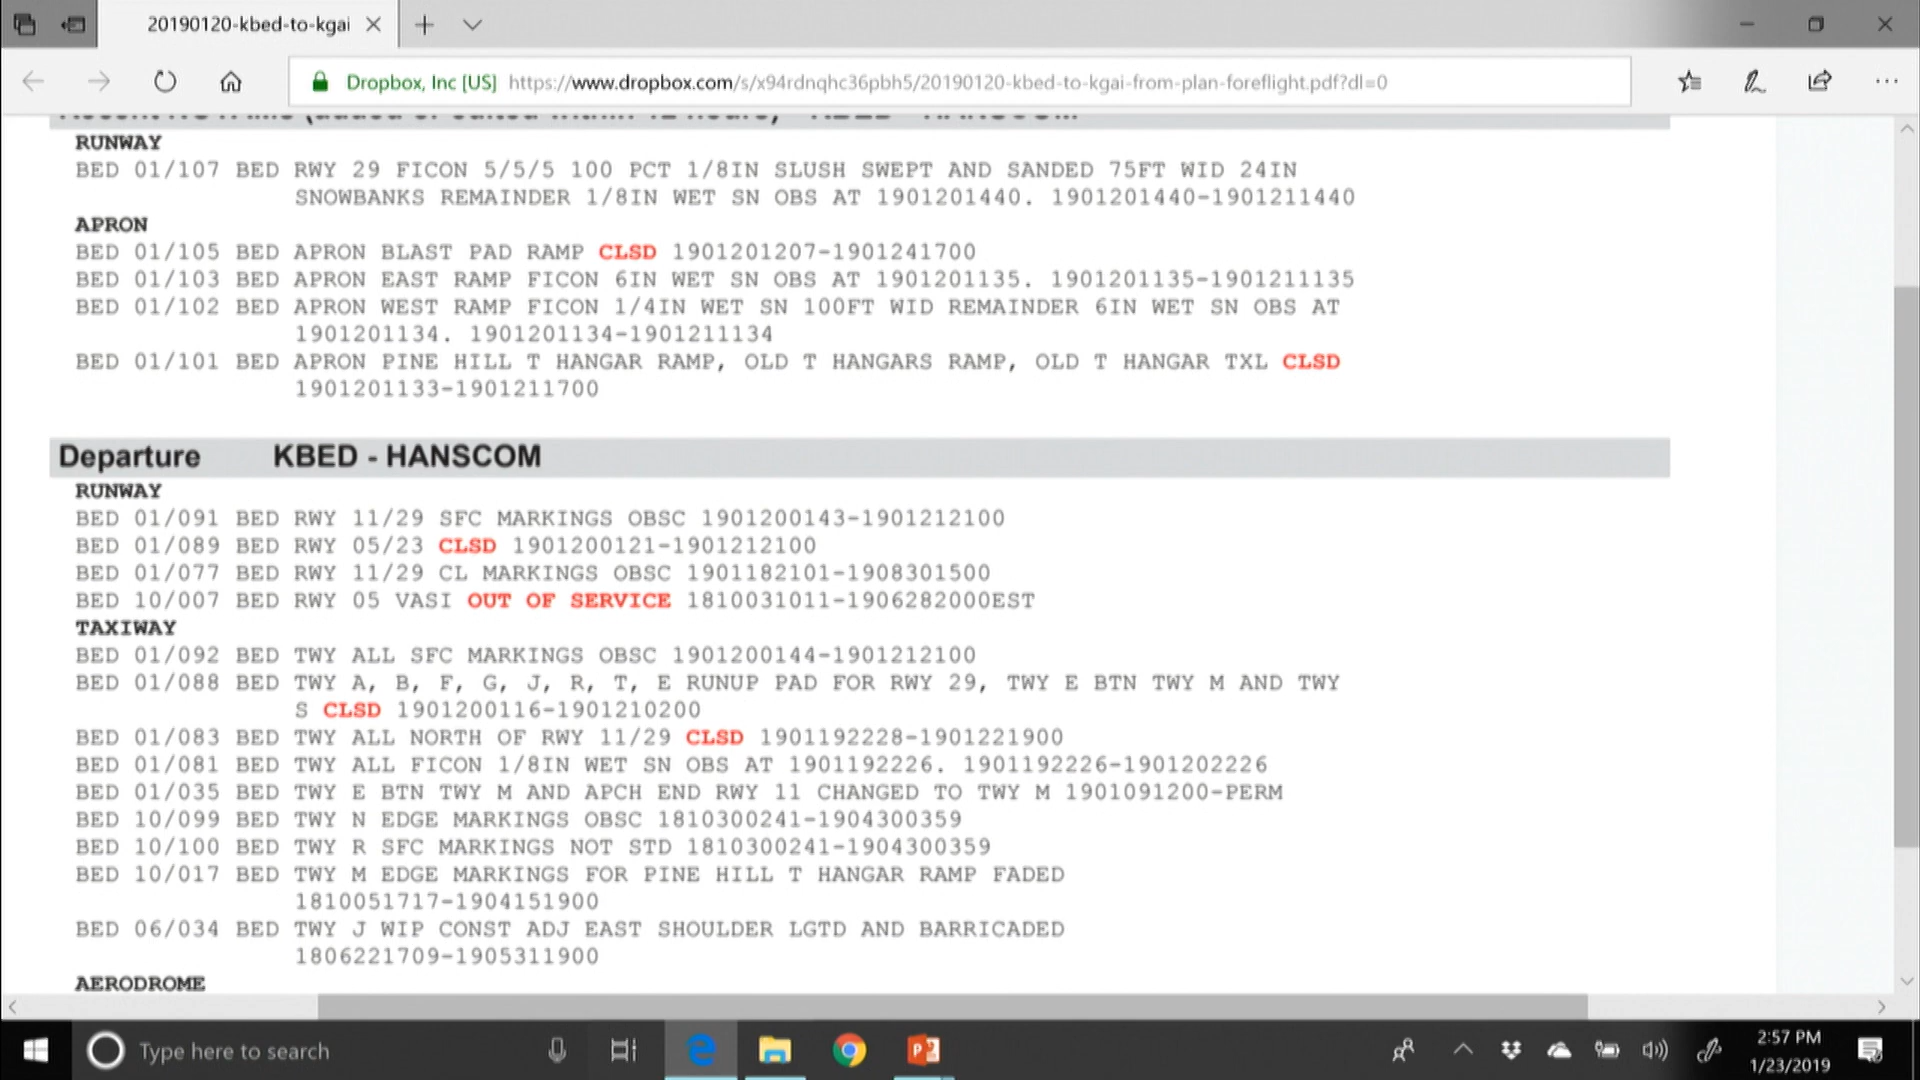 20190120-kbed-to-kgai
Dropbox, Inc [US] https://www.dropbox.com/s/x94rdnqhc36pbh5/20190120-kbed-to-kgai-from-plan-foreflight.pdf?dl=0
RUNWAY
BED 01/107 BED RWY 29 FICON 5/5/5 100 PCT 1/8IN SLUSH SWEPT AND SANDED 75FT WID 24IN
SNOWBANKS REMAINDER 1/8IN WET SN OBS AT 1901201440. 1901201440-1901211440
APRON
BED 01/105 BED APRON BLAST PAD RAMP CLSD 1901201207-1901241700
BED 01/103 BED APRON EAST RAMP FICON 6IN WET SN OBS AT 1901201135. 1901201135-1901211135
BED 01/102 BED APRON WEST RAMP FICON 1/4IN WET SN 100FT WID REMAINDER 6IN WET SN OBS AT
1901201134. 1901201134-1901211134
BED 01/101 BED APRON PINE HILL T HANGAR RAMP, OLD T HANGARS RAMP, OLD T HANGAR TXL CLSD
1901201133-1901211700
Departure KBED - HANSCOM
RUNWAY
BED 01/091 BED RWY 11/29 SFC MARKINGS OBSC 1901200143-1901212100
BED 01/089 BED RWY 05/23 CLSD 1901200121-1901212100
BED 01/077 BED RWY 11/29 CL MARKINGS OBSC 1901182101-1908301500
BED 10/007 BED RWY 05 VASI OUT OF SERVICE 1810031011-1906282000EST
TAXIWAY
BED 01/092 BED TWY ALL SFC MARKINGS OBSC 1901200144-1901212100
BED 01/088 BED TWY A, B, F, G, J, R, T, E RUNUP PAD FOR RWY 29, TWY E BTN TWY M AND TWY
S CLSD 1901200116-1901210200
BED 01/083 BED TWY ALL NORTH OF RWY 11/29 CLSD 1901192228-1901221900
BED 01/081 BED TWY ALL FICON 1/8IN WET SN OBS AT 1901192226. 1901192226-1901202226
BED 01/035 BED TWY E BTN TWY M AND APCH END RWY 11 CHANGED TO TWY M 1901091200-PERM
BED 10/099 BED TWY N EDGE MARKINGS OBSC 1810300241-1904300359
BED 10/100 BED TWY R SFC MARKINGS NOT STD 1810300241-1904300359
BED 10/017 BED TWY M EDGE MARKINGS FOR PINE HILL T HANGAR RAMP FADED
1810051717-1904151900
BED 06/034 BED TWY J WIP CONST ADJ EAST SHOULDER LGTD AND BARRICADED
1806221709-1905311900
AERODROME
Type here to search
2:57 PM
1/23/2019